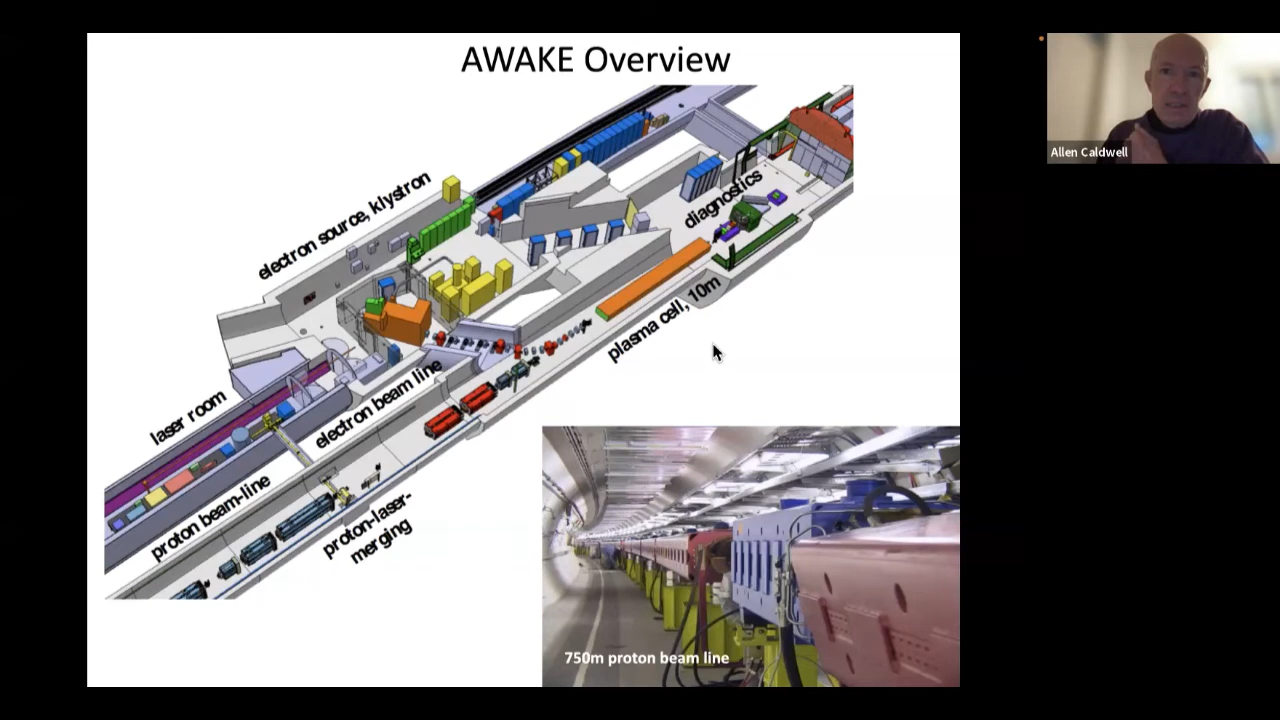 AWAKE Overview
Allen Caldwell
electron source, klystron
diagnostics
plasma cell, 10m
laser room
electron beam line
proton beam-line
proton-laser-
merging
750m proton beam line